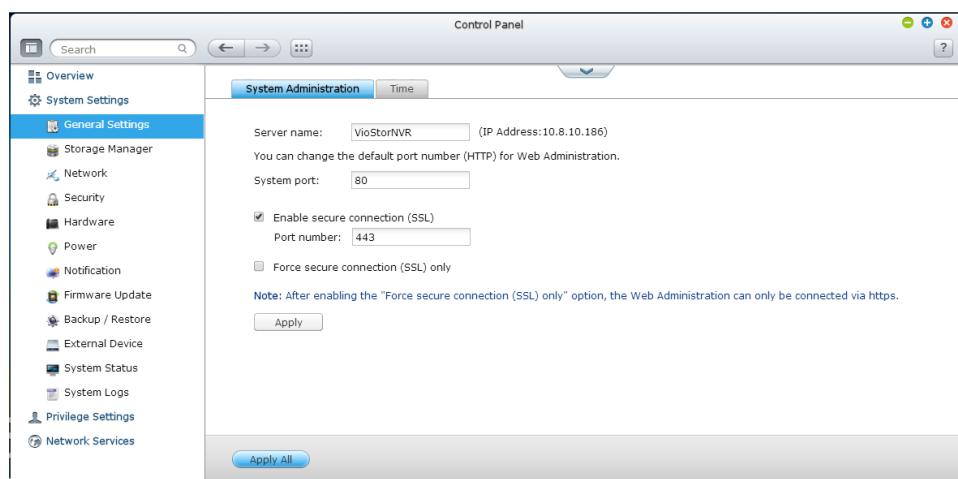 Control Panel
Search
?
Overview
System Settings
General Settings
Storage Manager
Network
Security
Hardware
Power
Notification
Firmware Update
Backup / Restore
External Device
System Status
System Logs
Privilege Settings
Network Services
System Administration Time
Server name: VioStorNVR (IP Address:10.8.10.186)
You can change the default port number (HTTP) for Web Administration.
System port: 80
Enable secure connection (SSL)
Port number: 443
Force secure connection (SSL) only
Note: After enabling the "Force secure connection (SSL) only" option, the Web Administration can only be connected via https.
Apply
Apply All